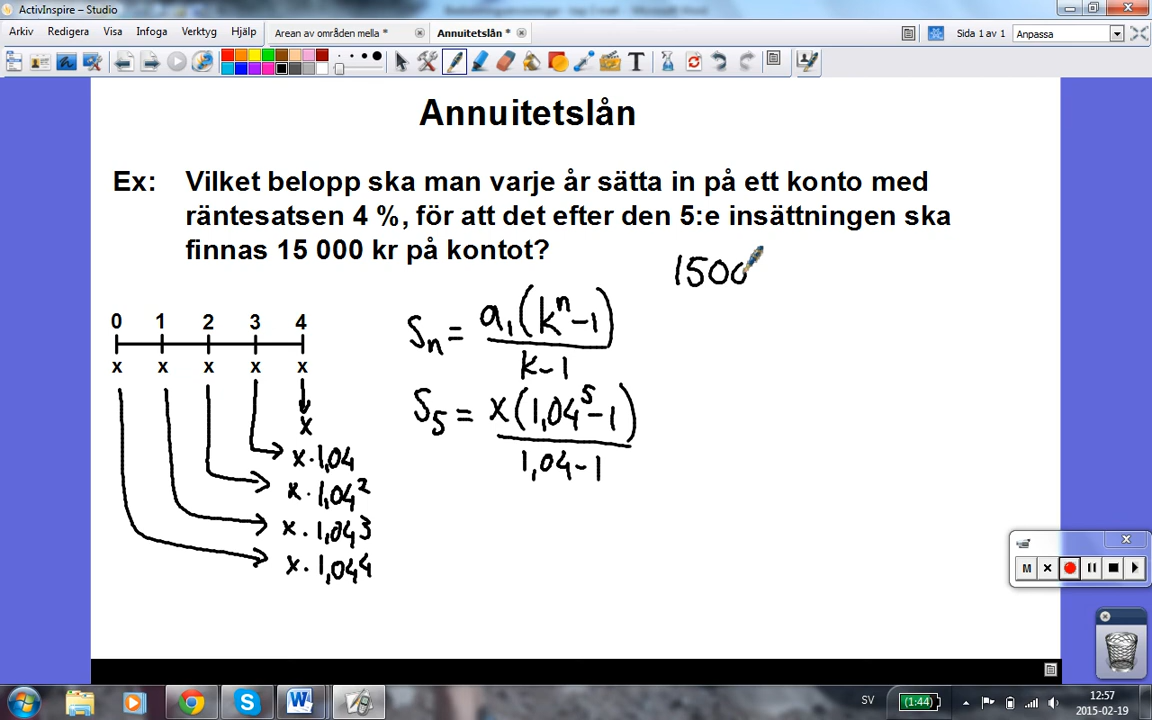 ActivInspire – Studio
Arkiv Redigera Visa Infoga Verktyg Hjälp
Arean av områden mella *
Annuitetslån *
Sida 1 av 1
Anpassa
Annuitetslån
Ex: Vilket belopp ska man varje år sätta in på ett konto med
räntesatsen 4 %, för att det efter den 5:e insättningen ska
finnas 15 000 kr på kontot?
1500
0 1 2 3 4
x x x x x
x
x·1,04
x·1,04²
x·1,043
x·1,044
Sₙ = a₁(kⁿ-1)
k-1
S₅ = x(1,04⁵-1)
1,04-1
M
SV
(1:44)
12:57
2015-02-19